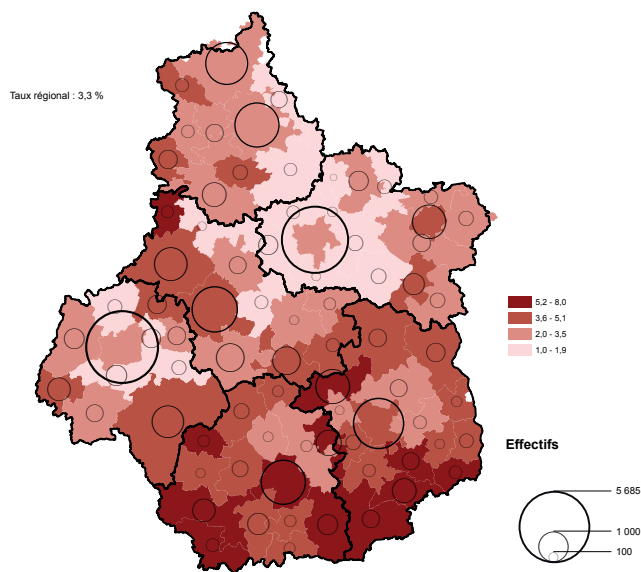 Taux régional : 3,3 %
5,2 - 8,0
3,6 - 5,1
2,0 - 3,5
1,0 - 1,9
Effectifs
5 685
1 000
100